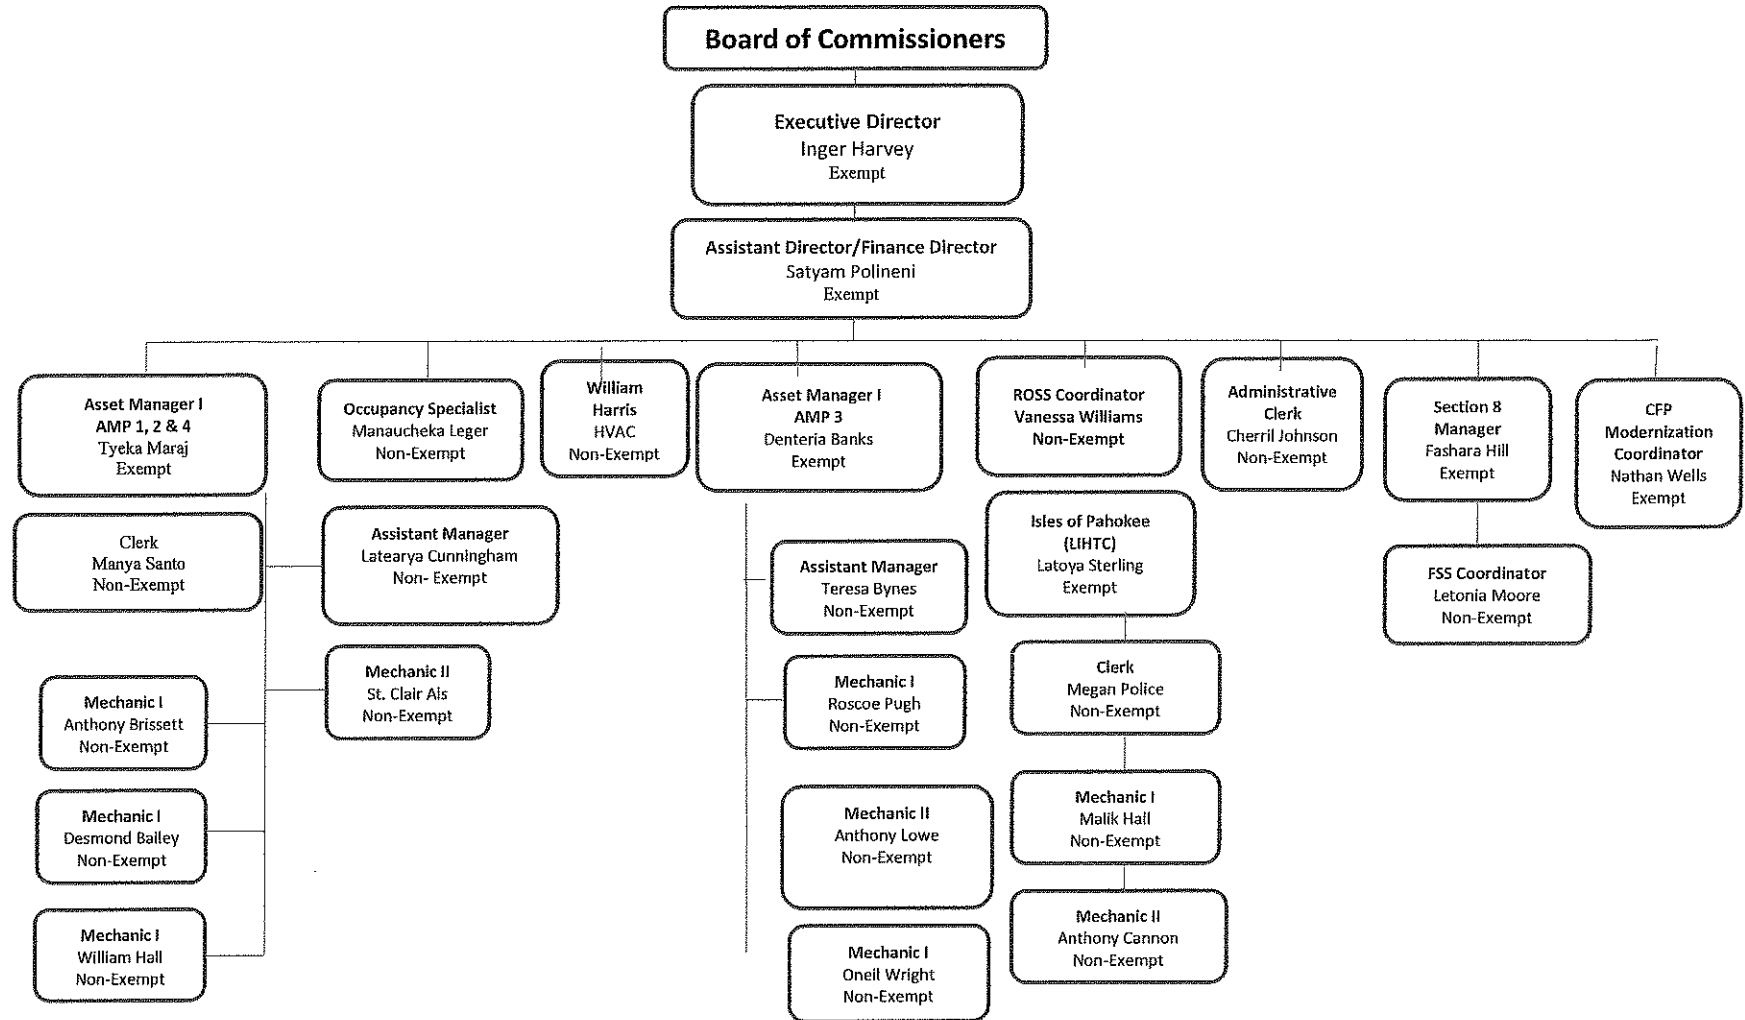 Board of Commissioners
Executive Director
Inger Harvey
Exempt
Assistant Director/Finance Director
Satyam Polineni
Exempt
Asset Manager I
AMP 1, 2 & 4
Tyeka Maraj
Exempt
Occupancy Specialist
Manaucheka Leger
Non-Exempt
William
Harris
HVAC
Non-Exempt
Asset Manager I
AMP 3
Denteria Banks
Exempt
ROSS Coordinator
Vanessa Williams
Non-Exempt
Administrative
Clerk
Cherril Johnson
Non-Exempt
Section 8
Manager
Fashara Hill
Exempt
CFP
Modernization
Coordinator
Nathan Wells
Exempt
Clerk
Manya Santo
Non-Exempt
Assistant Manager
Latearya Cunningham
Non- Exempt
Mechanic II
St. Clair Als
Non-Exempt
Mechanic I
Anthony Brissett
Non-Exempt
Mechanic I
Desmond Bailey
Non-Exempt
Mechanic I
William Hall
Non-Exempt
Assistant Manager
Teresa Bynes
Non-Exempt
Mechanic I
Roscoe Pugh
Non-Exempt
Mechanic II
Anthony Lowe
Non-Exempt
Mechanic I
Oneil Wright
Non-Exempt
Isles of Pahokee
(LIHTC)
Latoya Sterling
Exempt
Clerk
Megan Police
Non-Exempt
Mechanic I
Malik Hall
Non-Exempt
Mechanic II
Anthony Cannon
Non-Exempt
FSS Coordinator
Letonia Moore
Non-Exempt